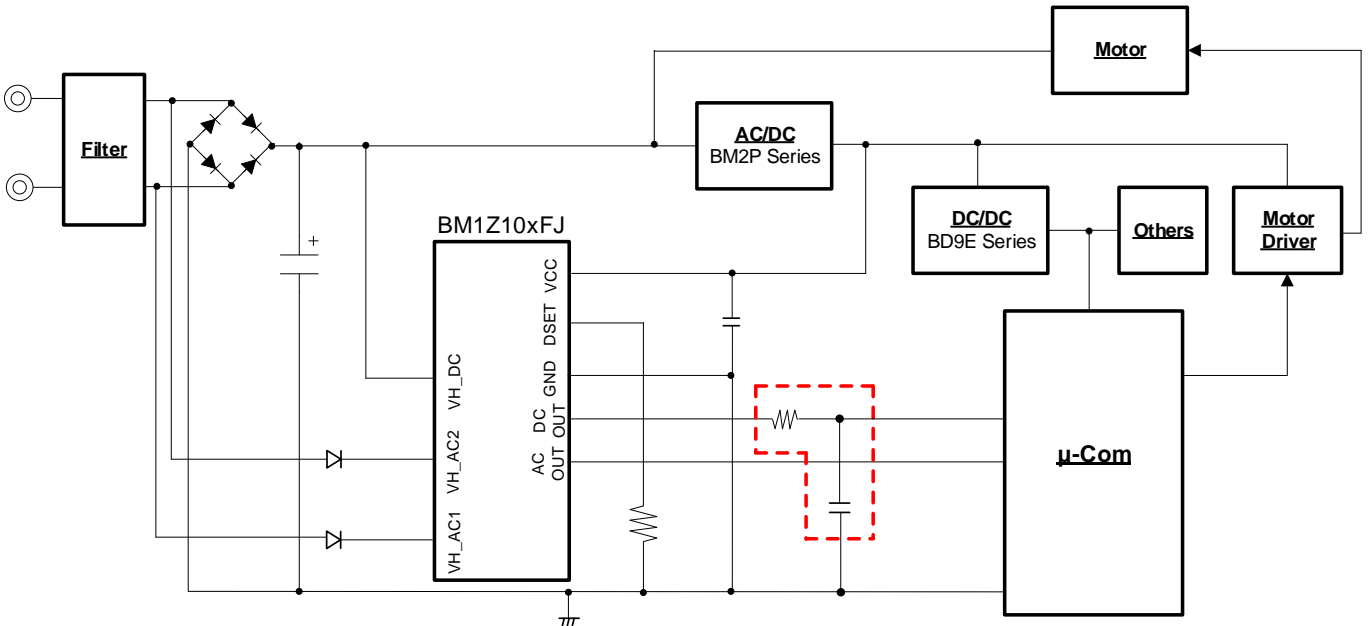 Motor
Filter
AC/DC
BM2P Series
DC/DC
BD9E Series
Others
Motor
Driver
BM1Z10xFJ
VCC
DSET
GND
DC
OUT
AC
OUT
VH_DC
VH_AC2
VH_AC1
+
µ-Com